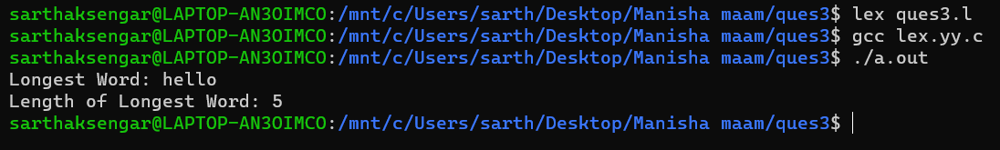 sarthaksengar@LAPTOP-AN3OIMCO:/mnt/c/Users/sarth/Desktop/Manisha maam/ques3$ lex ques3.l
sarthaksengar@LAPTOP-AN3OIMCO:/mnt/c/Users/sarth/Desktop/Manisha maam/ques3$ gcc lex.yy.c
sarthaksengar@LAPTOP-AN3OIMCO:/mnt/c/Users/sarth/Desktop/Manisha maam/ques3$ ./a.out
Longest Word: hello
Length of Longest Word: 5
sarthaksengar@LAPTOP-AN3OIMCO:/mnt/c/Users/sarth/Desktop/Manisha maam/ques3$